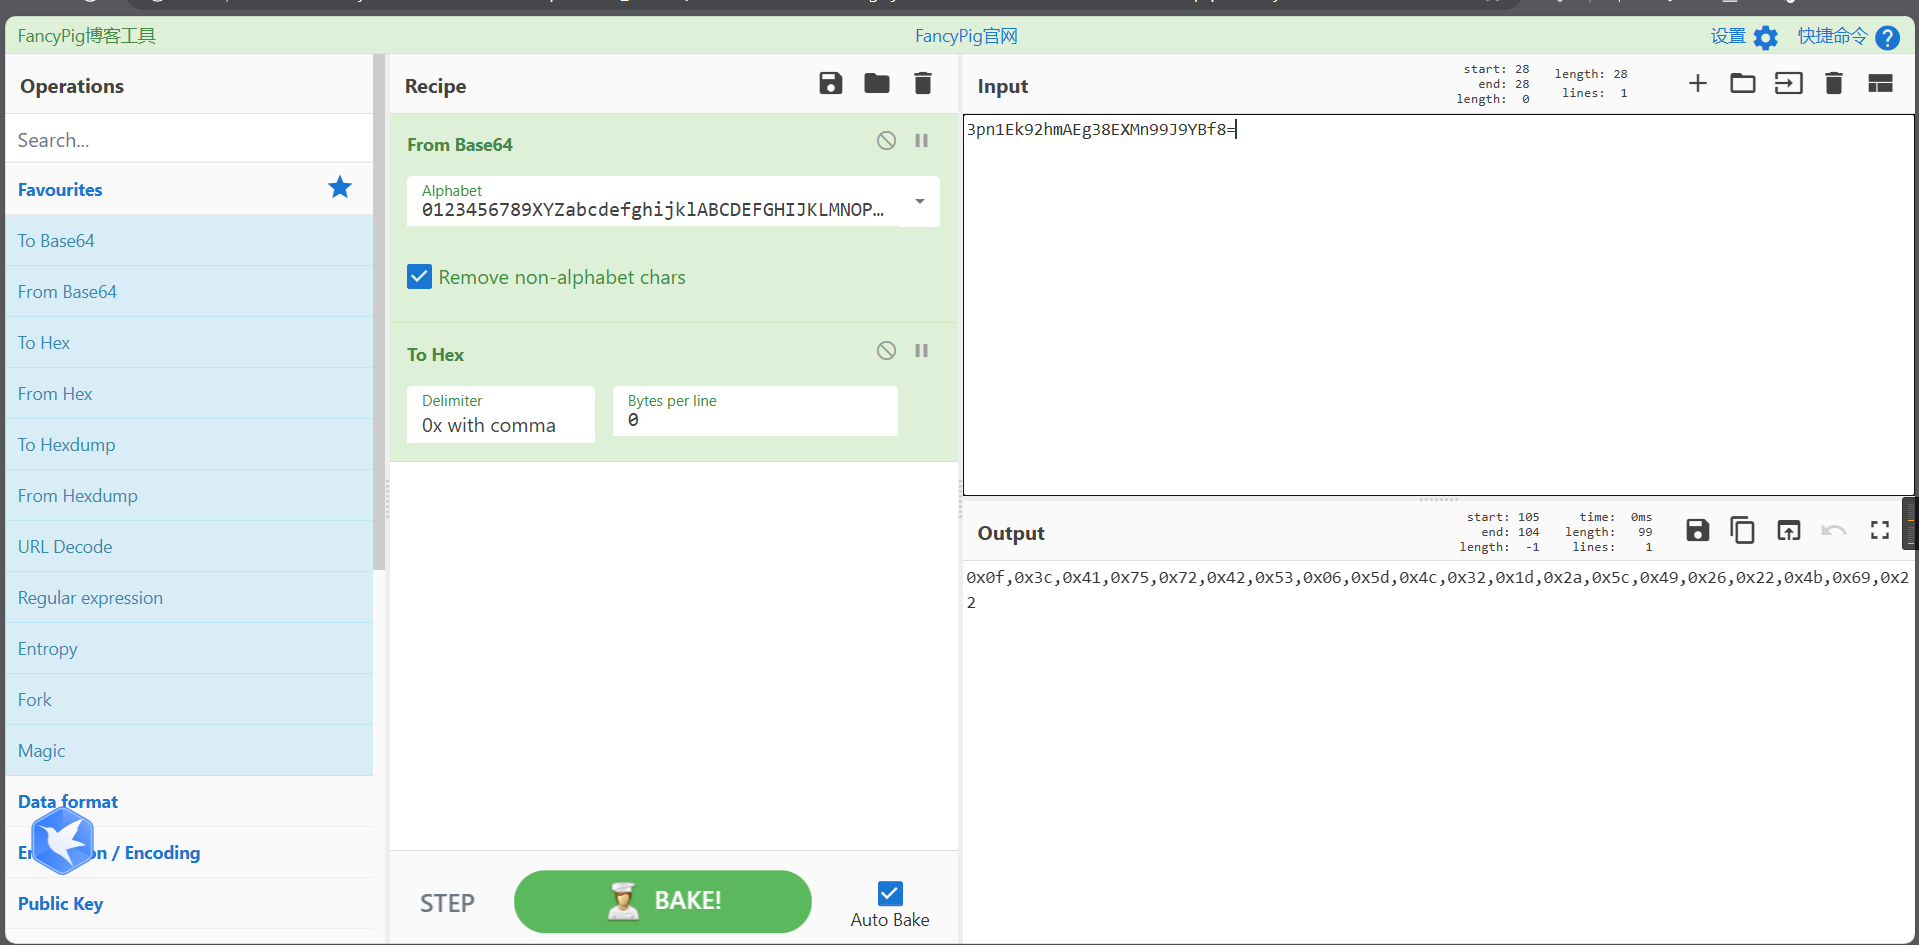 FancyPig博客工具
FancyPig官网
设置
快捷命令
Operations
Search...
Favourites
To Base64
From Base64
To Hex
From Hex
To Hexdump
From Hexdump
URL Decode
Regular expression
Entropy
Fork
Magic
Data format
/ Encoding
Public Key
Recipe
From Base64
Alphabet
0123456789XYZabcdefghijklABCDEFGHIJKLMNOP…
Remove non-alphabet chars
To Hex
Delimiter
0x with comma
Bytes per line
0
STEP
BAKE!
Auto Bake
Input
start: 28
end: 28
length: 0
length: 28
lines: 1
3pn1Ek92hmAEg38EXMn99J9YBf8=
Output
start: 105
end: 104
length: -1
time: 0ms
length: 99
lines: 1
0x0f,0x3c,0x41,0x75,0x72,0x42,0x53,0x06,0x5d,0x4c,0x32,0x1d,0x2a,0x5c,0x49,0x26,0x22,0x4b,0x69,0x2
2